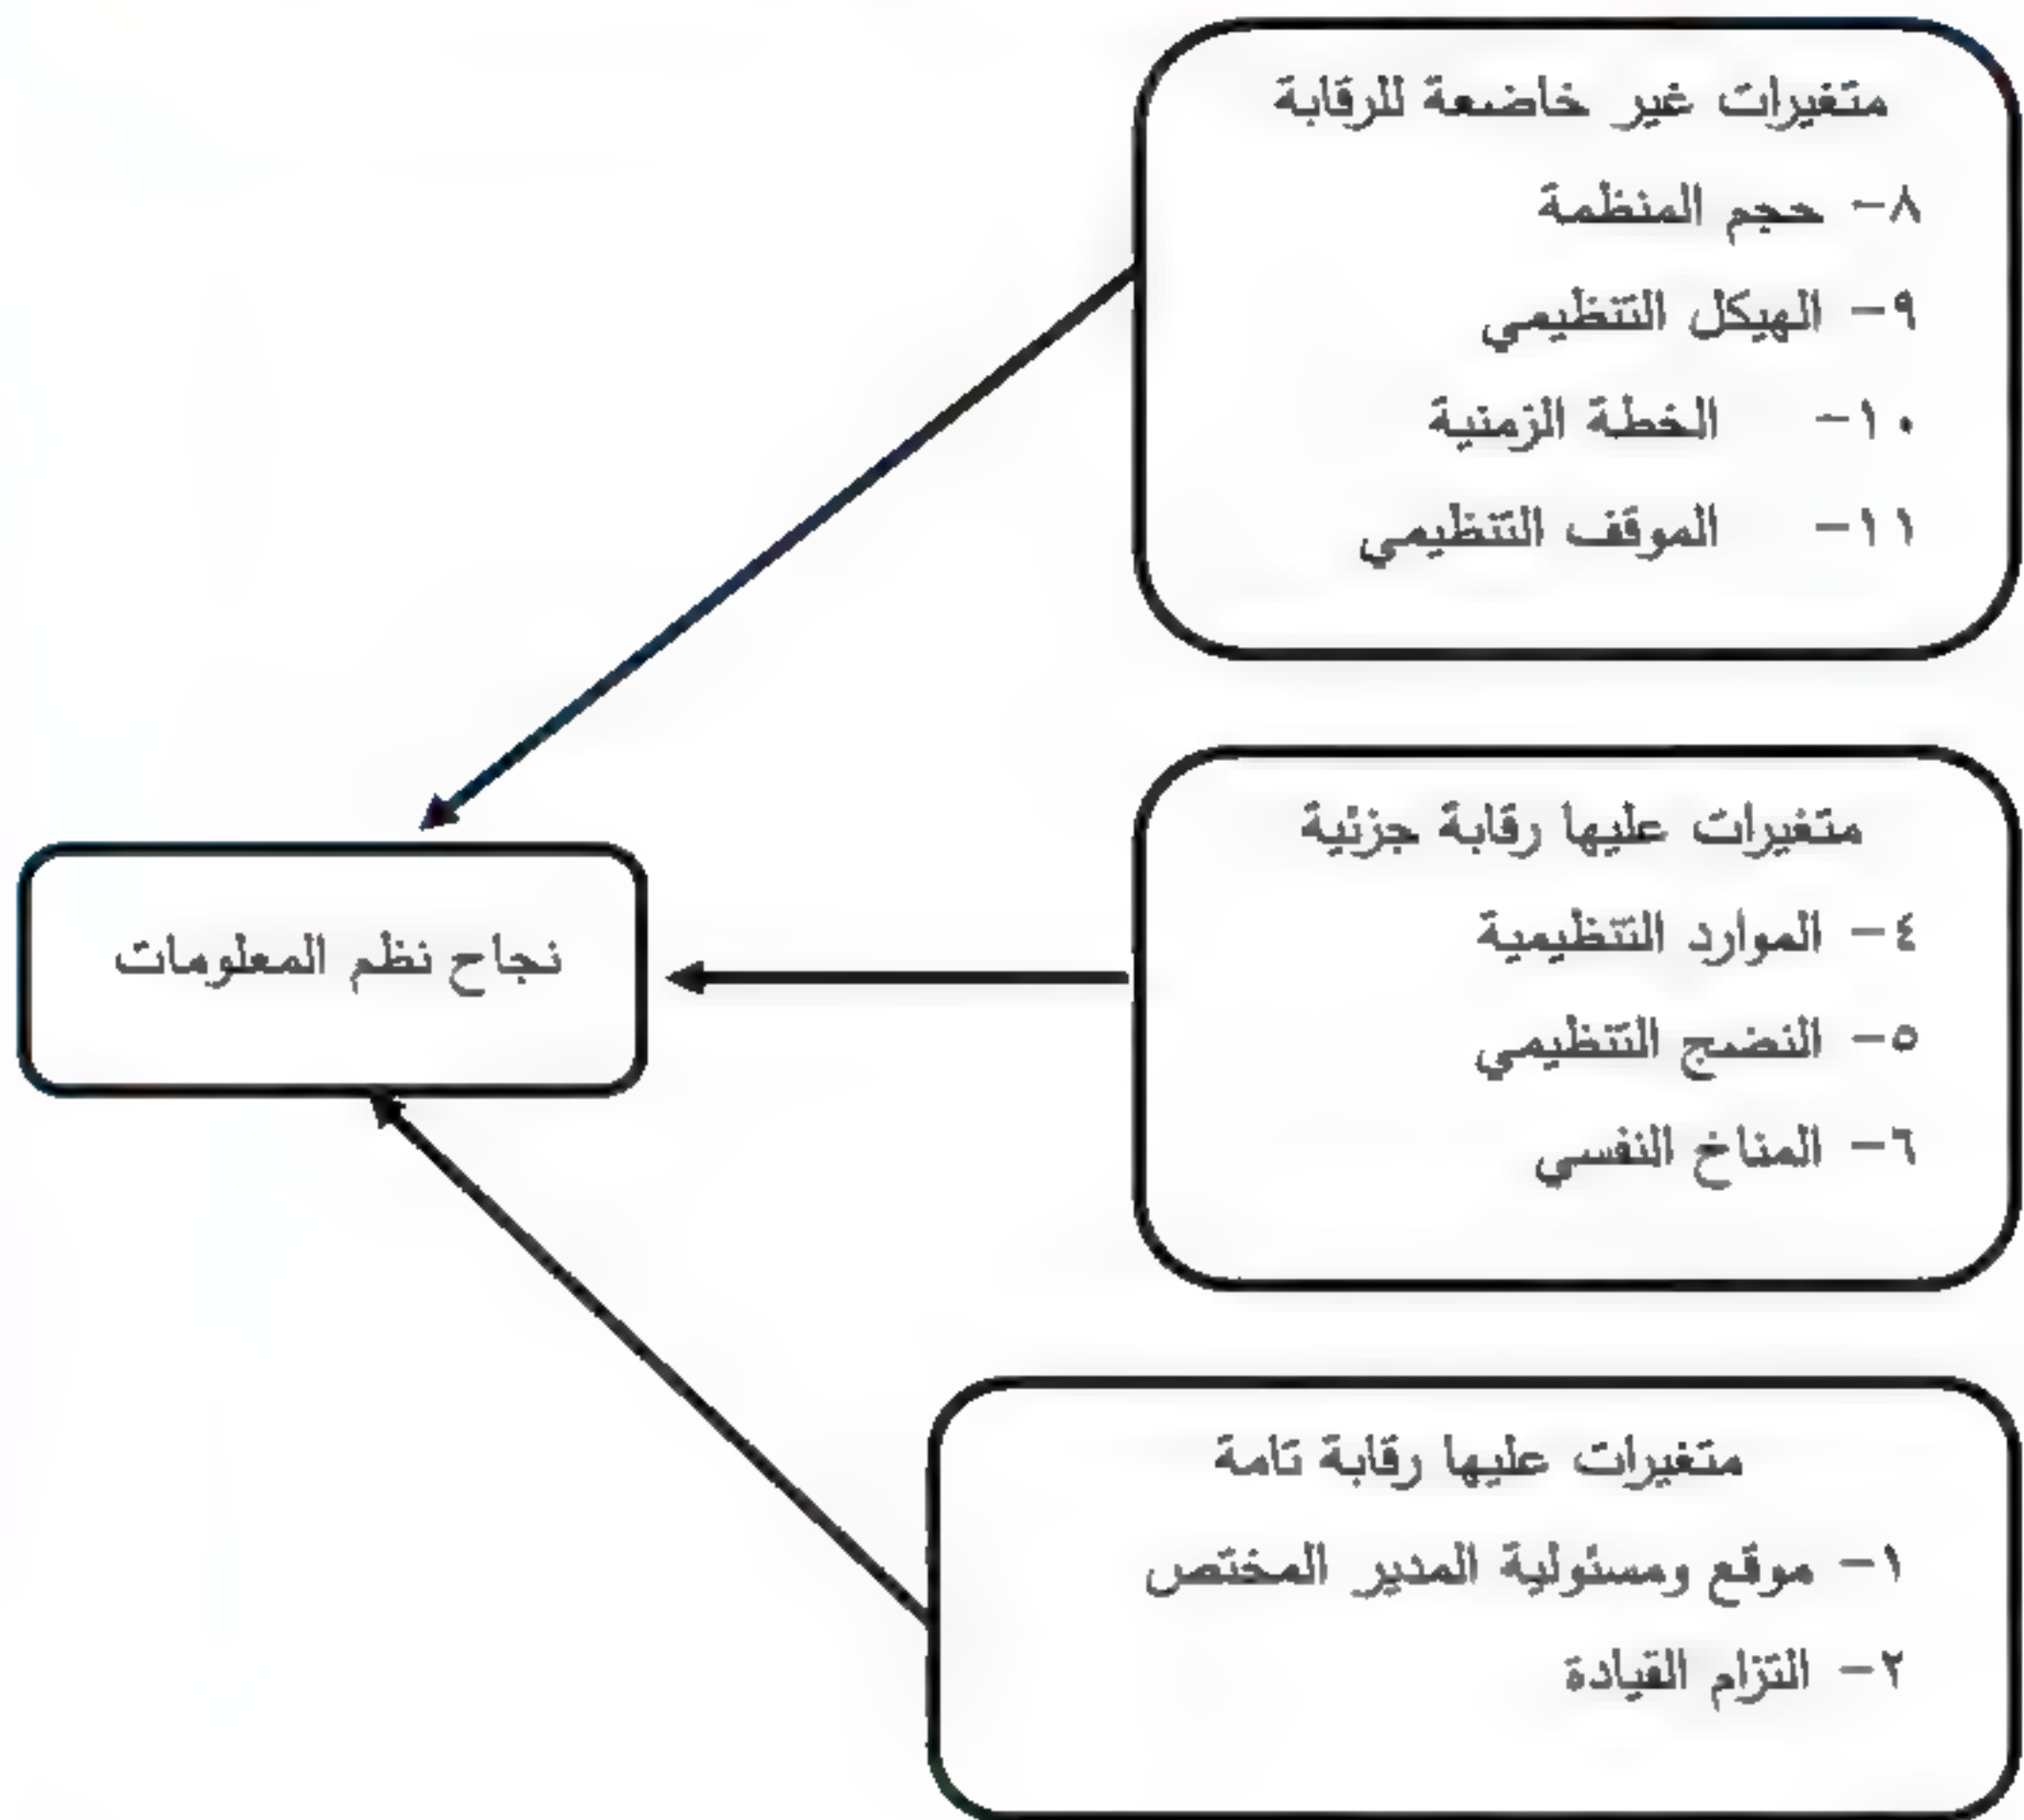 متغيرات غير خاضعة للرقابة
٨- حجم المنظمة
٩- الهيكل التنظيمي
١٠- الخطة الزمنية
١١- الموقف التنظيمي
متغيرات عليها رقابة جزئية
٤- الموارد التنظيمية
٥- النضج التنظيمي
٦- المناخ النفسي
نجاح نظم المعلومات
متغيرات عليها رقابة تامة
١- موقع ومسئولية المدير المختص
٢- التزام القيادة